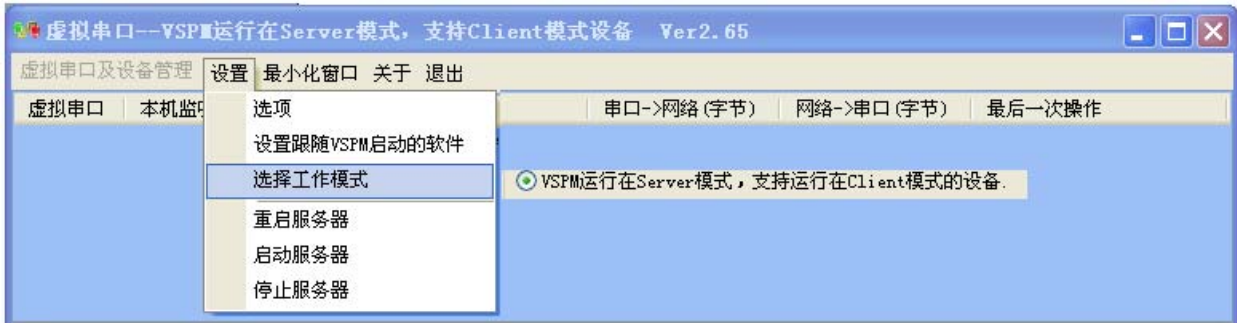 虚拟串口--VSPM运行在Server模式，支持Client模式设备 Ver2.65
虚拟串口及设备管理 设置 最小化窗口 关于 退出
虚拟串口 本机监 串口->网络(字节) 网络->串口(字节) 最后一次操作
选项
设置跟随VSPM启动的软件
选择工作模式 VSPM运行在Server模式，支持运行在Client模式的设备.
重启服务器
启动服务器
停止服务器